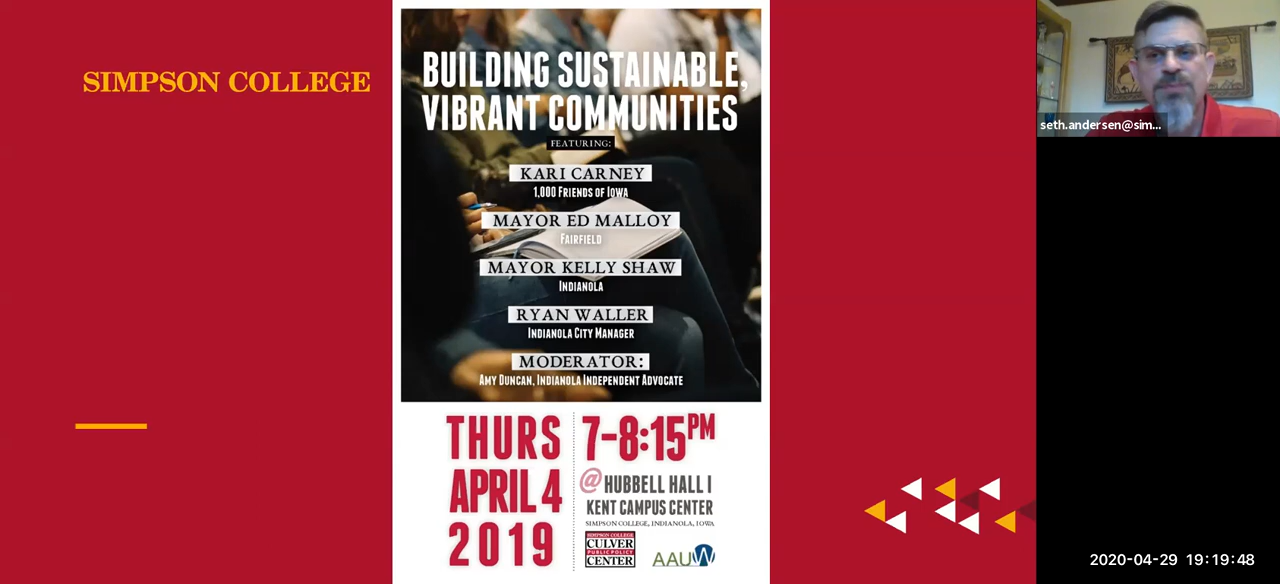 SIMPSON COLLEGE
BUILDING SUSTAINABLE,
VIBRANT COMMUNITIES
FEATURING:
KARI CARNEY
1,000 FRIENDS OF IOWA
MAYOR ED MALLOY
FAIRFIELD
MAYOR KELLY SHAW
INDIANOLA
RYAN WALLER
INDIANOLA CITY MANAGER
MODERATOR:
AMY DUNCAN, INDIANOLA INDEPENDENT ADVOCATE
THURS
APRIL 4
2019
7-8:15PM
@ HUBBELL HALL I
KENT CAMPUS CENTER
SIMPSON COLLEGE, INDIANOLA, IOWA
SIMPSON COLLEGE
CULVER
PUBLIC POLICY
CENTER
AAUW
seth.andersen@sim...
2020-04-29 19:19:48